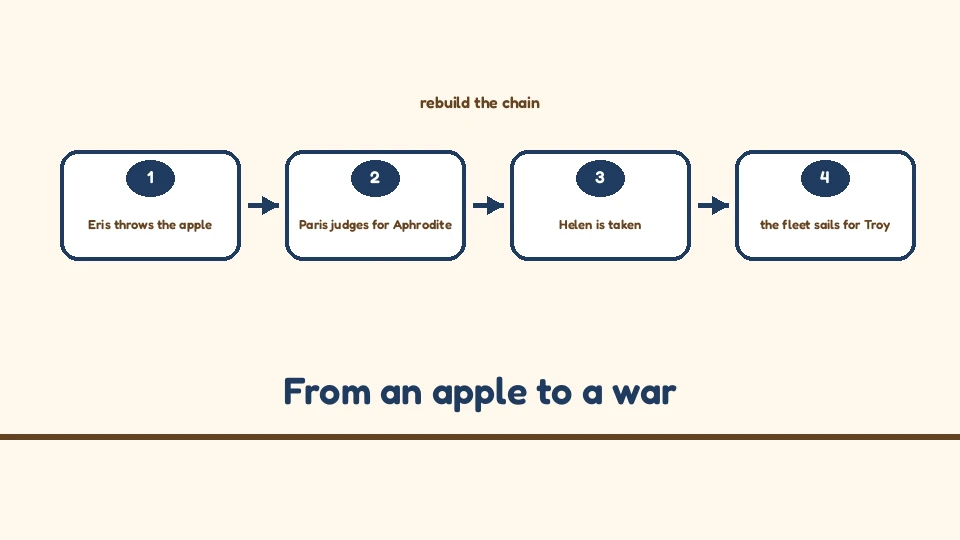 rebuild the chain
1
Eris throws the apple
2
Paris judges for Aphrodite
3
Helen is taken
4
the fleet sails for Troy
From an apple to a war